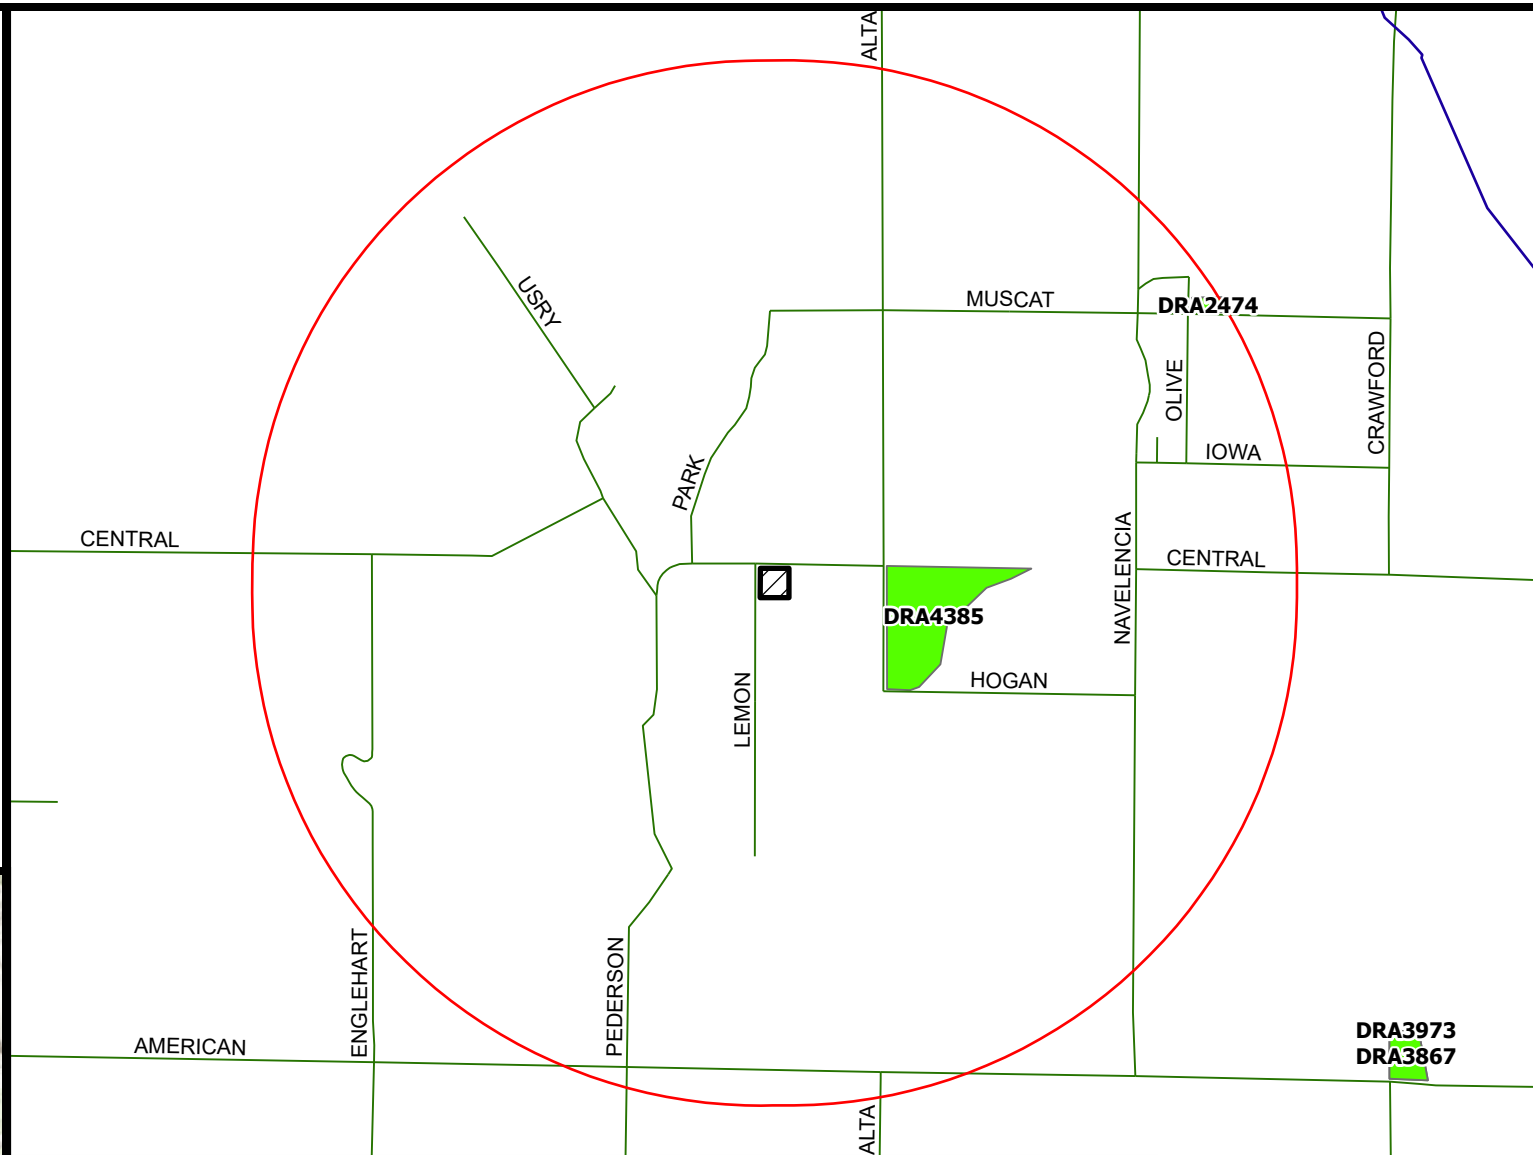 ALTA
USRY
MUSCAT
DRA2474
OLIVE
CRAWFORD
PARK
IOWA
CENTRAL
NAVELENCIA
CENTRAL
DRA4385
LEMON
HOGAN
ENGLEHART
PEDERSON
AMERICAN
DRA3973
DRA3867
ALTA